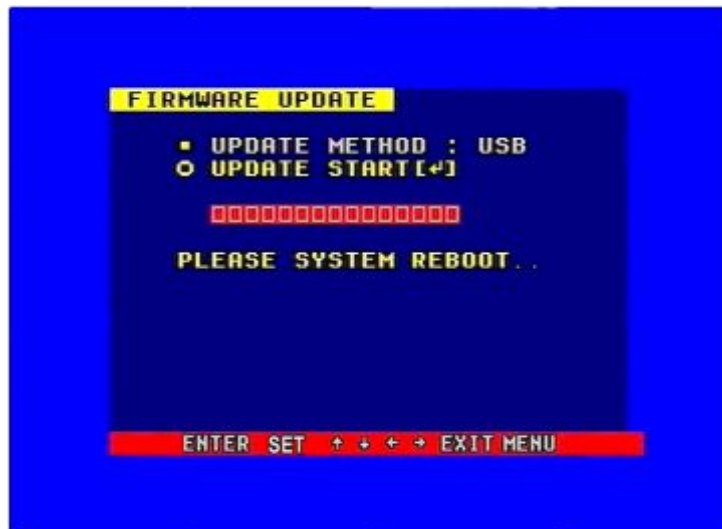 FIRMWARE UPDATE
UPDATE METHOD : USB
UPDATE START[↵]
PLEASE SYSTEM REBOOT..
ENTER SET ↑ ↓ ← → EXIT MENU